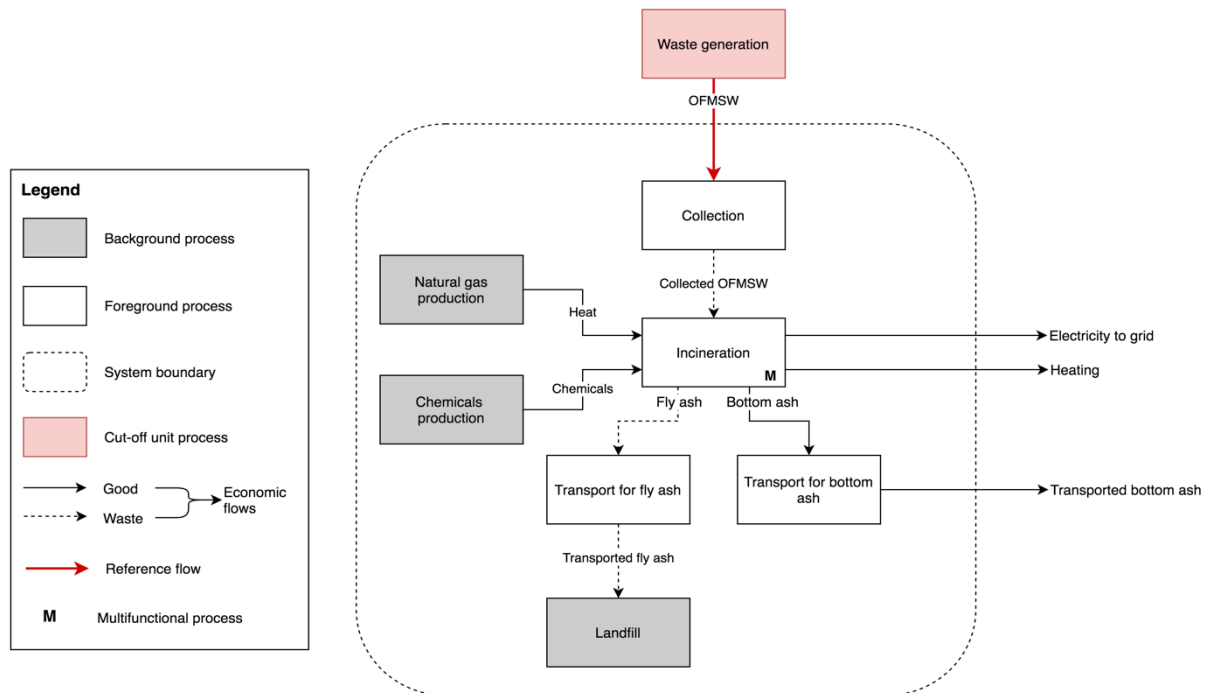 Waste generation
OFMSW
Legend
Background process
Foreground process
System boundary
Cut-off unit process
Good
Waste
Economic
flows
Reference flow
M
Multifunctional process
Collection
Collected OFMSW
Natural gas
production
Heat
Incineration
M
Electricity to grid
Heating
Chemicals
production
Chemicals
Fly ash
Bottom ash
Transport for fly ash
Transport for bottom
ash
Transported bottom ash
Transported fly ash
Landfill